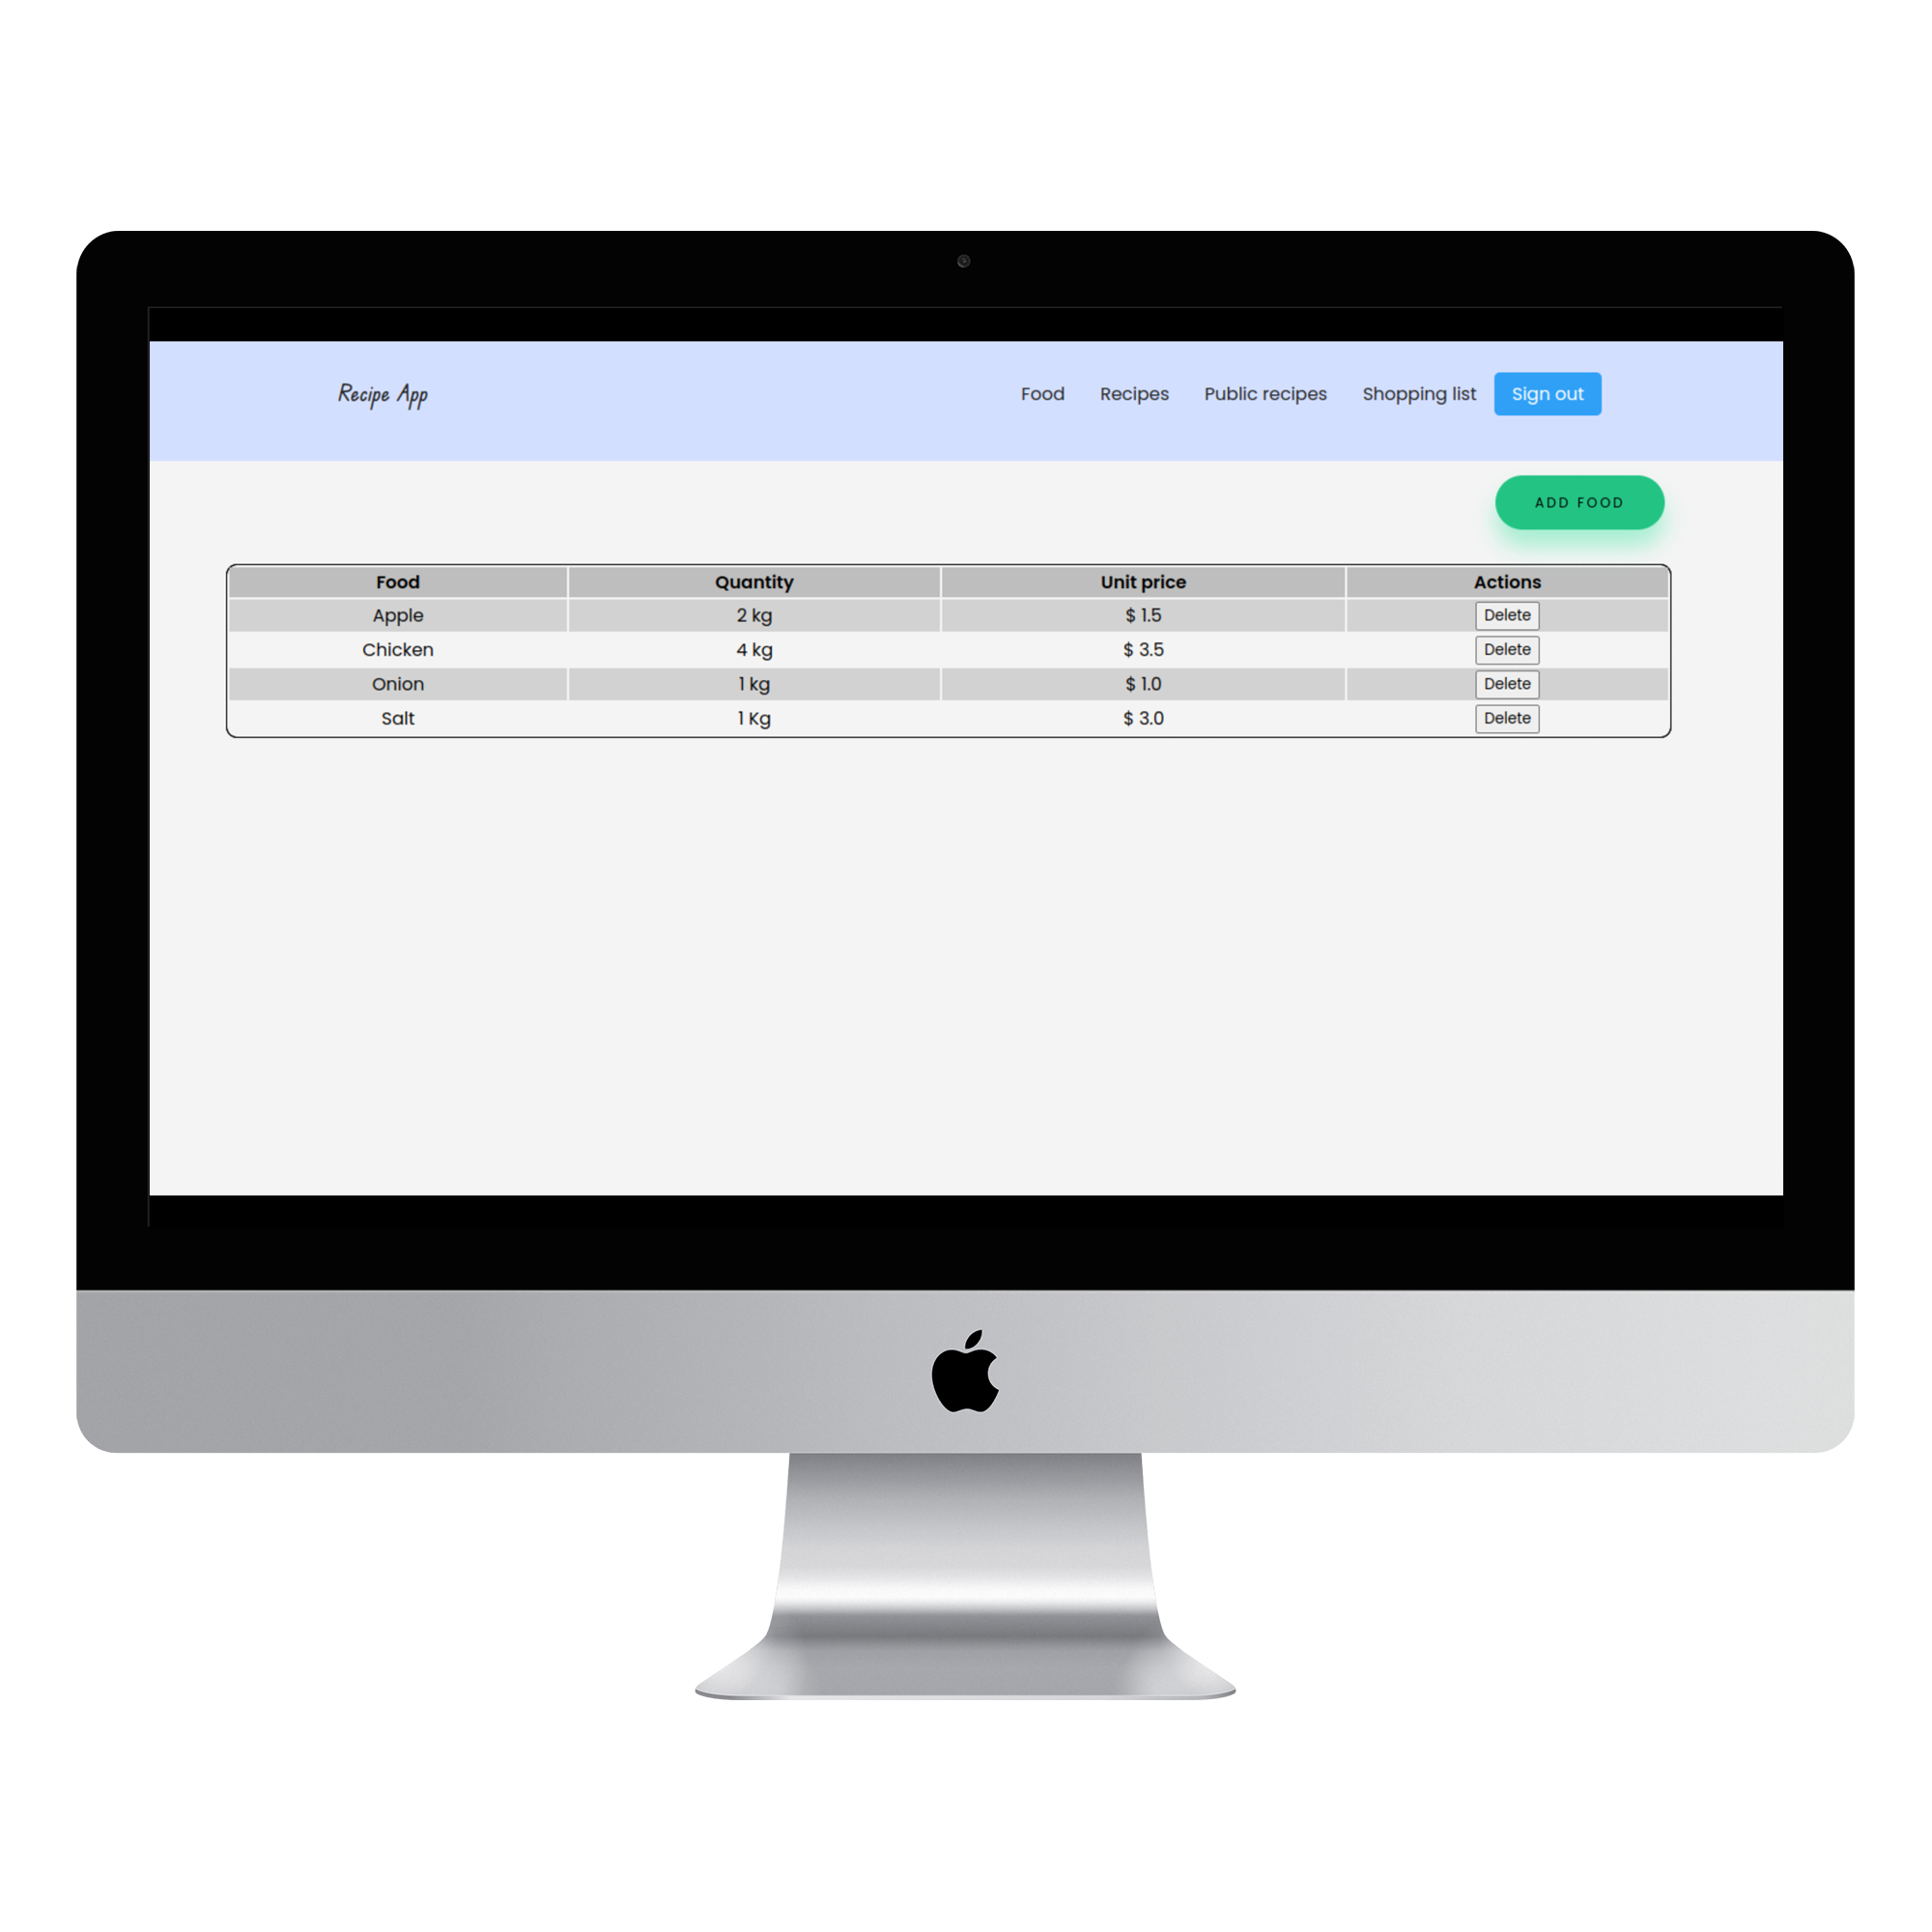 Recipe App Food Recipes Public recipes Shopping list Sign out
ADD FOOD
Food Quantity Unit price Actions
Apple 2 kg $ 1.5 Delete
Chicken 4 kg $ 3.5 Delete
Onion 1 kg $ 1.0 Delete
Salt 1 Kg $ 3.0 Delete